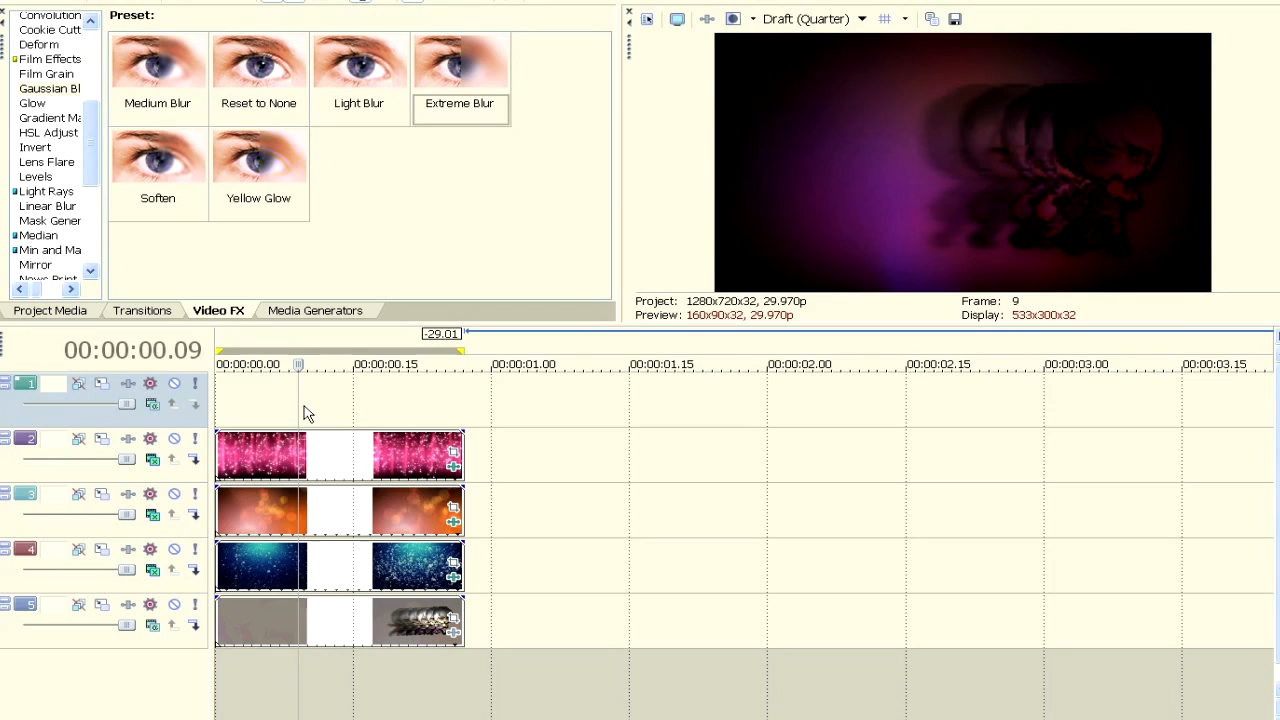 Convolution
Cookie Cutt
Deform
Film Effects
Film Grain
Gaussian Bl
Glow
Gradient Ma
HSL Adjust
Invert
Lens Flare
Levels
Light Rays
Linear Blur
Mask Gener
Median
Min and Ma
Mirror
News Print
Preset:
Medium Blur
Reset to None
Light Blur
Extreme Blur
Soften
Yellow Glow
Project Media
Transitions
Video FX
Media Generators
Draft (Quarter)
Project: 1280x720x32, 29.970p
Frame: 9
Preview: 160x90x32, 29.970p
Display: 533x300x32
-29.01
00:00:00.09
00:00:00.00
00:00:00.15
00:00:01.00
00:00:01.15
00:00:02.00
00:00:02.15
00:00:03.00
00:00:03.15
1
2
3
4
5